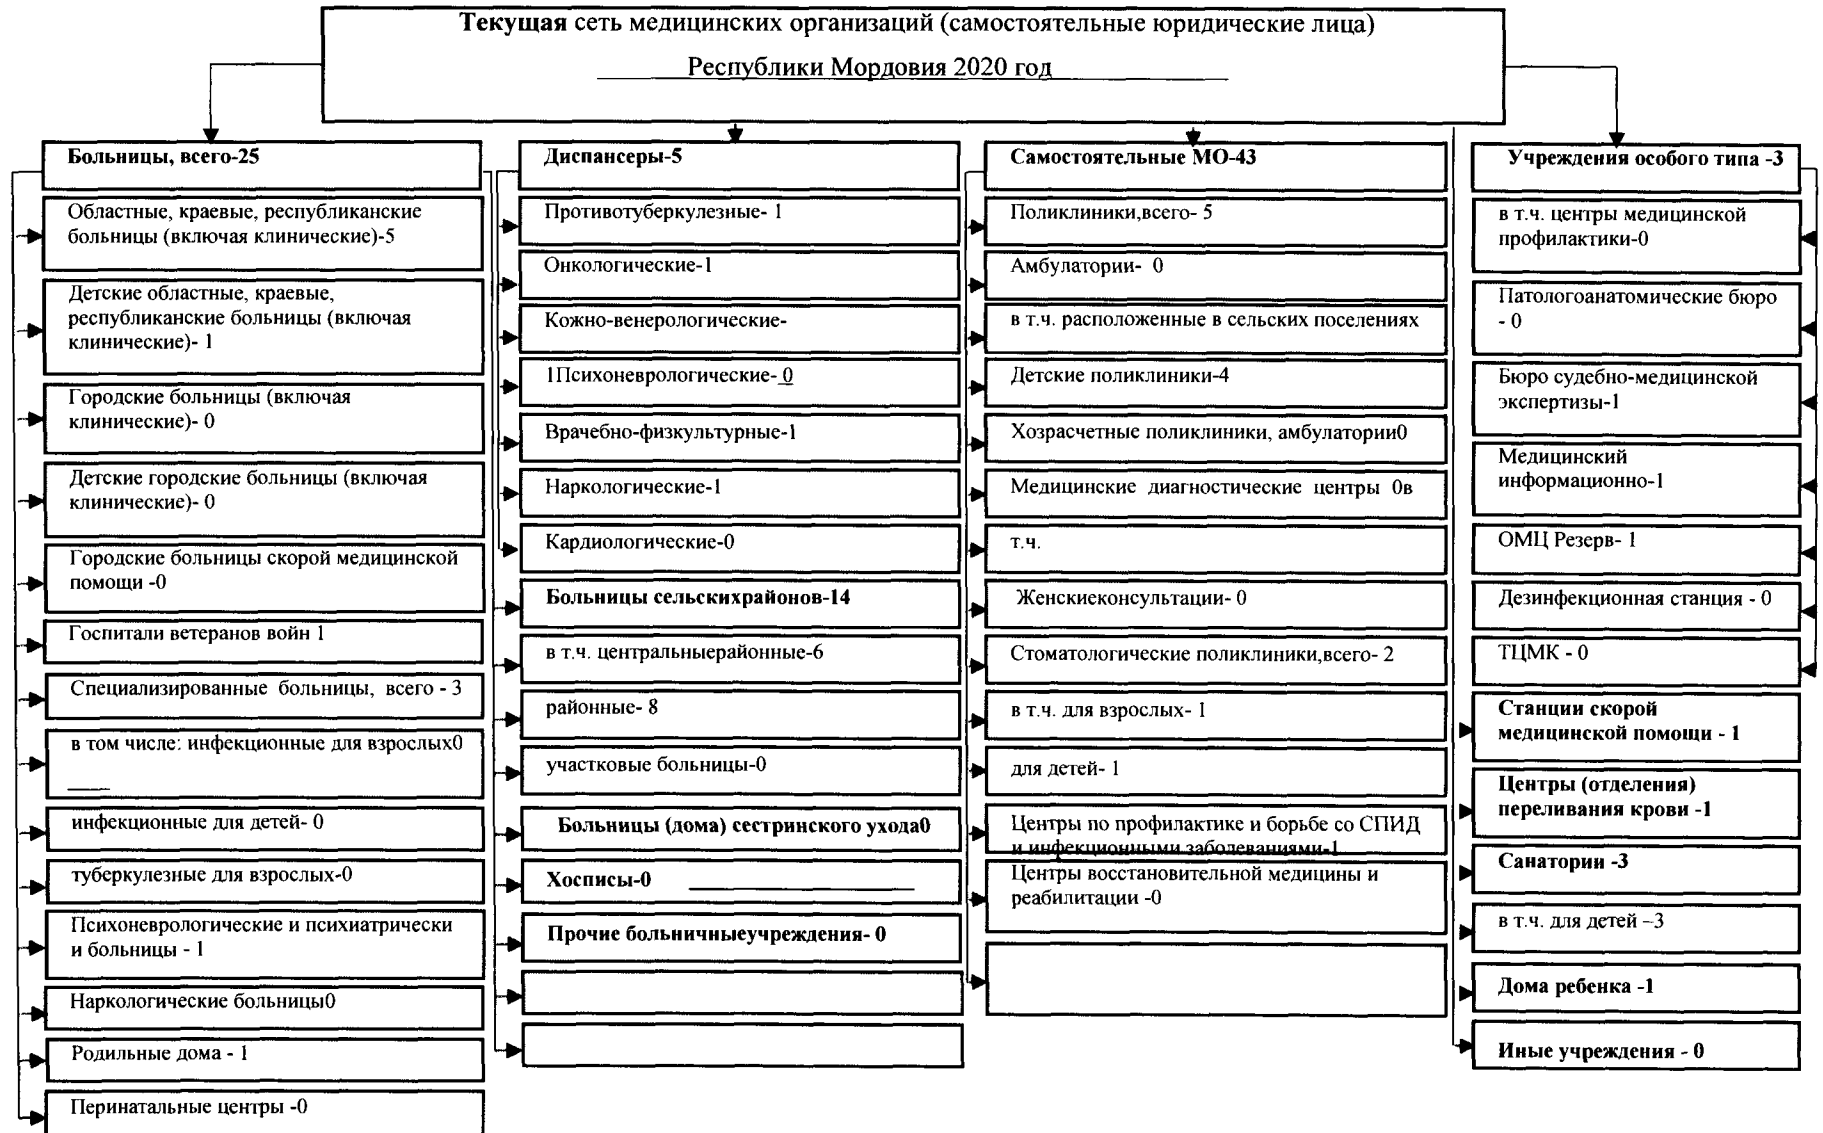 Текущая сеть медицинских организаций (самостоятельные юридические лица)
Республики Мордовия 2020 год
Больницы, всего-25
Областные, краевые, республиканские
больницы (включая клинические)-5
Детские областные, краевые,
республиканские больницы (включая
клинические)- 1
Городские больницы (включая
клинические)- 0
Детские городские больницы (включая
клинические)- 0
Городские больницы скорой медицинской
помощи -0
Госпитали ветеранов войн 1
Специализированные больницы, всего - 3
в том числе: инфекционные для взрослых0
инфекционные для детей- 0
туберкулезные для взрослых-0
Психоневрологические и психиатрически
и больницы - 1
Наркологические больницы0
Родильные дома - 1
Перинатальные центры -0
Диспансеры-5
Противотуберкулезные- 1
Онкологические-1
Кожно-венерологические-
1Психоневрологические- 0
Врачебно-физкультурные-1
Наркологические-1
Кардиологические-0
Больницы сельскихрайонов-14
в т.ч. центральныерайонные-6
районные- 8
участковые больницы-0
Больницы (дома) сестринского ухода0
Хосписы-0
Прочие больничныеучреждения- 0
Самостоятельные МО-43
Поликлиники,всего- 5
Амбулатории- 0
в т.ч. расположенные в сельских поселениях
Детские поликлиники-4
Хозрасчетные поликлиники, амбулатории0
Медицинские диагностические центры 0в
т.ч.
Женскиеконсультации- 0
Стоматологические поликлиники,всего- 2
в т.ч. для взрослых- 1
для детей- 1
Центры по профилактике и борьбе со СПИД
и инфекционными заболеваниями-1
Центры восстановительной медицины и
реабилитации -0
Учреждения особого типа -3
в т.ч. центры медицинской
профилактики-0
Патологоанатомические бюро
- 0
Бюро судебно-медицинской
экспертизы-1
Медицинский
информационно-1
ОМЦ Резерв- 1
Дезинфекционная станция - 0
ТЦМК - 0
Станции скорой
медицинской помощи - 1
Центры (отделения)
переливания крови -1
Санатории -3
в т.ч. для детей –3
Дома ребенка -1
Иные учреждения - 0